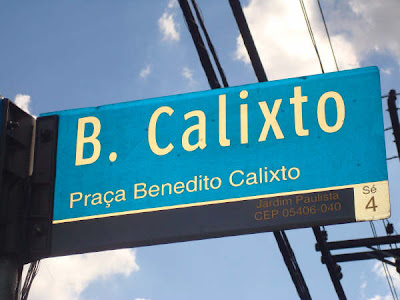 B. Calixto
Praça Benedito Calixto
Jardim Paulista
CEP 05406-040
Sé
4